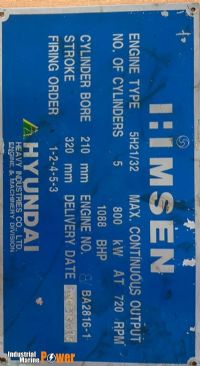 HiMSEN
ENGINE TYPE 5H21/32 MAX. CONTINUOUS OUTPUT
NO. OF CYLINDERS 5 800 kW AT 720 RPM
1088 BHP
CYLINDER BORE 210 mm ENGINE NO. BA2816-1
STROKE 320 mm DELIVERY DATE
FIRING ORDER 1-2-4-5-3
HYUNDAI
HEAVY INDUSTRIES CO., LTD.
ENGINE & MACHINERY DIVISION
Industrial
Marine Power